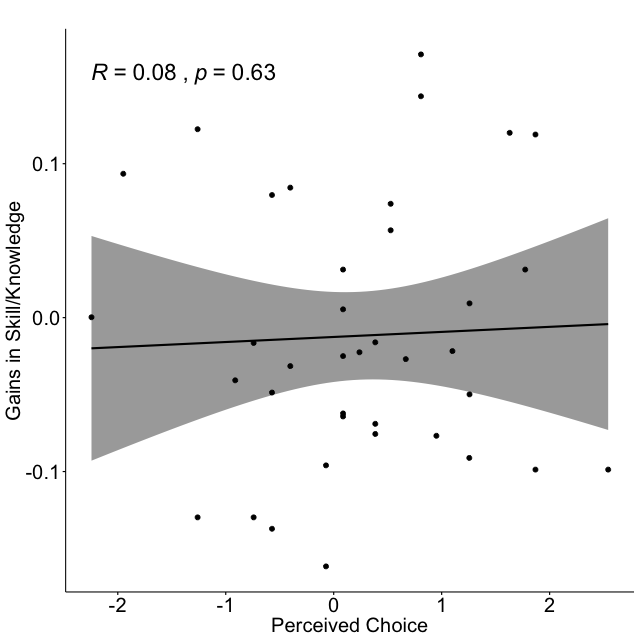 R = 0.08 , p = 0.63
Gains in Skill/Knowledge
0.1
0.0
-0.1
-2 -1 0 1 2
Perceived Choice